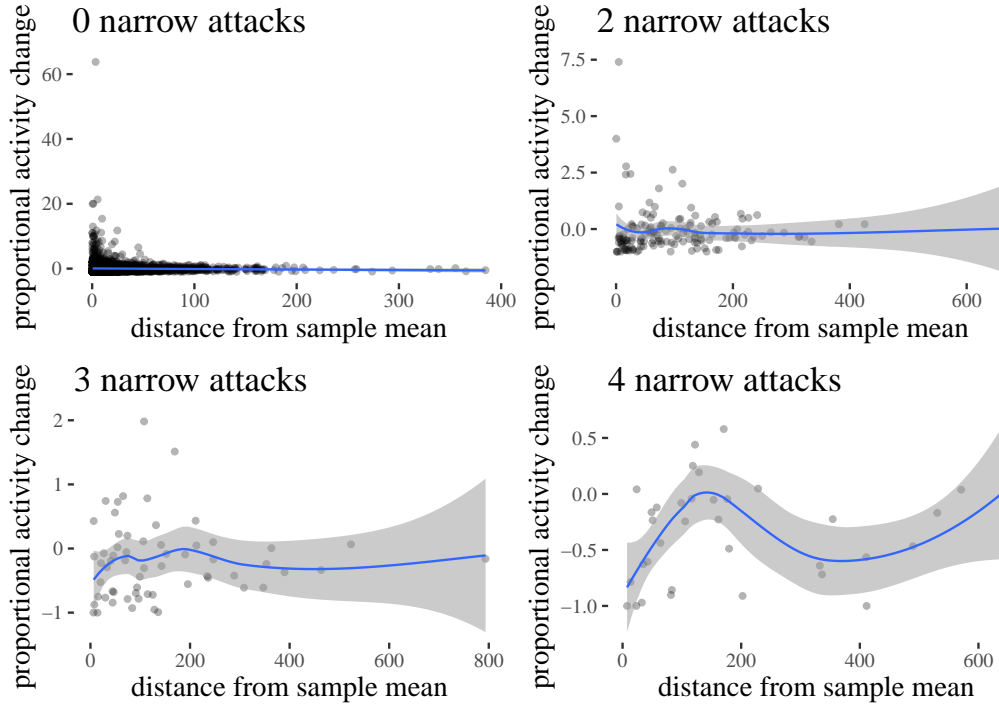 0 narrow attacks
proportional activity change
60
40
20
0
0
100
200
300
400
distance from sample mean
2 narrow attacks
proportional activity change
7.5
5.0
2.5
0.0
0
200
400
600
distance from sample mean
3 narrow attacks
proportional activity change
2
1
0
−1
0
200
400
600
800
distance from sample mean
4 narrow attacks
proportional activity change
0.5
0.0
−0.5
−1.0
0
200
400
600
distance from sample mean